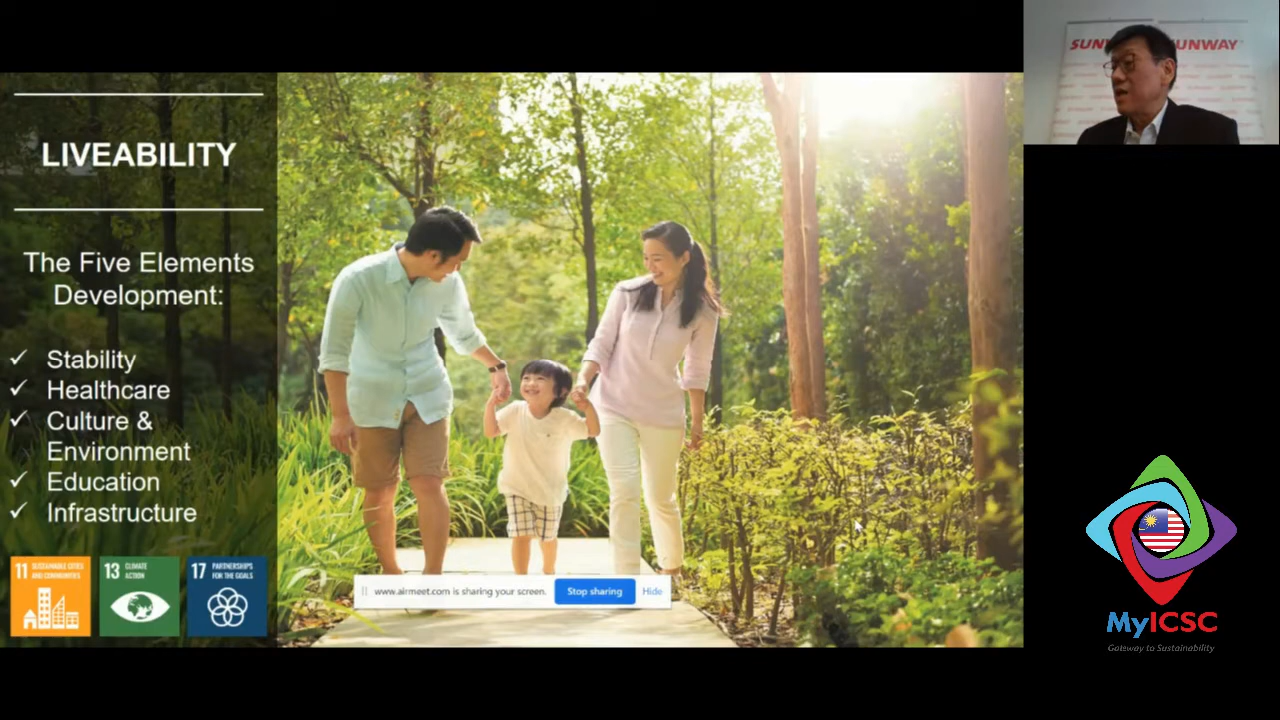 LIVEABILITY
The Five Elements
Development:
✓ Stability
✓ Healthcare
✓ Culture &
Environment
✓ Education
✓ Infrastructure
11 SUSTAINABLE CITIES
AND COMMUNITIES
13 CLIMATE
ACTION
17 PARTNERSHIPS
FOR THE GOALS
www.airmeet.com is sharing your screen. Stop sharing Hide
SUNWAY
MyICSC
Gateway to Sustainability